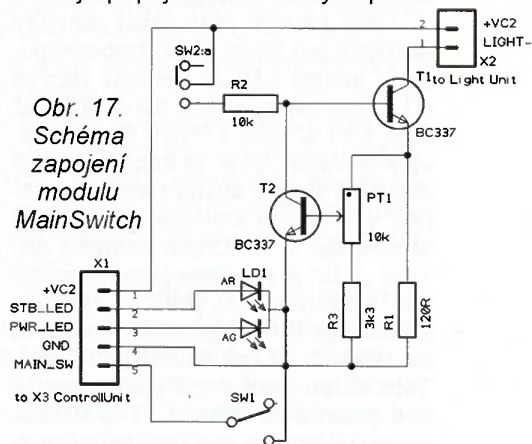 +VC2
LIGHT-
2
1
X2
to Light Unit
SW2:a
R2
10k
T1
BC337
Obr. 17.
Schéma
zapojení
modulu
MainSwitch
T2
BC337
PT1
10k
X1
+VC2
STB_LED
PWR_LED
GND
MAIN_SW
1
2
3
4
5
to X3 ControllUnit
LD1
AR
AG
R3
3k3
R1
120R
SW1